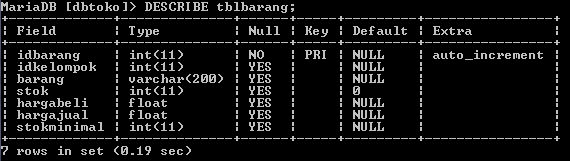 MariaDB [dbtoko]> DESCRIBE tblbarang;
+-------------+--------------+------+-----+---------+----------------+
| Field       | Type         | Null | Key | Default | Extra          |
+-------------+--------------+------+-----+---------+----------------+
| idbarang    | int(11)      | NO   | PRI | NULL    | auto_increment |
| idkelompok  | int(11)      | YES  |     | NULL    |                |
| barang      | varchar(200) | YES  |     | NULL    |                |
| stok        | int(11)      | YES  |     | 0       |                |
| hargabeli   | float        | YES  |     | NULL    |                |
| hargajual   | float        | YES  |     | NULL    |                |
| stokminimal | int(11)      | YES  |     | NULL    |                |
+-------------+--------------+------+-----+---------+----------------+
7 rows in set (0.19 sec)